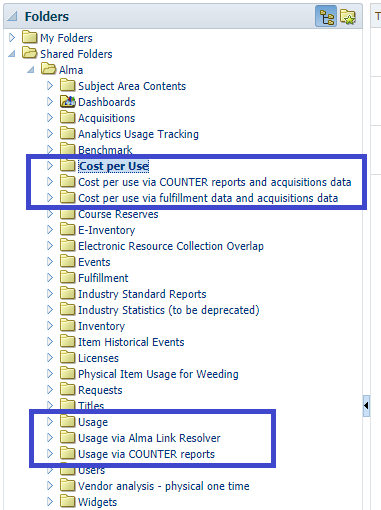 Folders
My Folders
Shared Folders
Alma
Subject Area Contents
Dashboards
Acquisitions
Analytics Usage Tracking
Benchmark
Cost per Use
Cost per use via COUNTER reports and acquisitions data
Cost per use via fulfillment data and acquisitions data
Course Reserves
E-Inventory
Electronic Resource Collection Overlap
Events
Fulfillment
Industry Standard Reports
Industry Statistics (to be deprecated)
Inventory
Item Historical Events
Licenses
Physical Item Usage for Weeding
Requests
Titles
Usage
Usage via Alma Link Resolver
Usage via COUNTER reports
Users
Vendor analysis - physical one time
Widgets